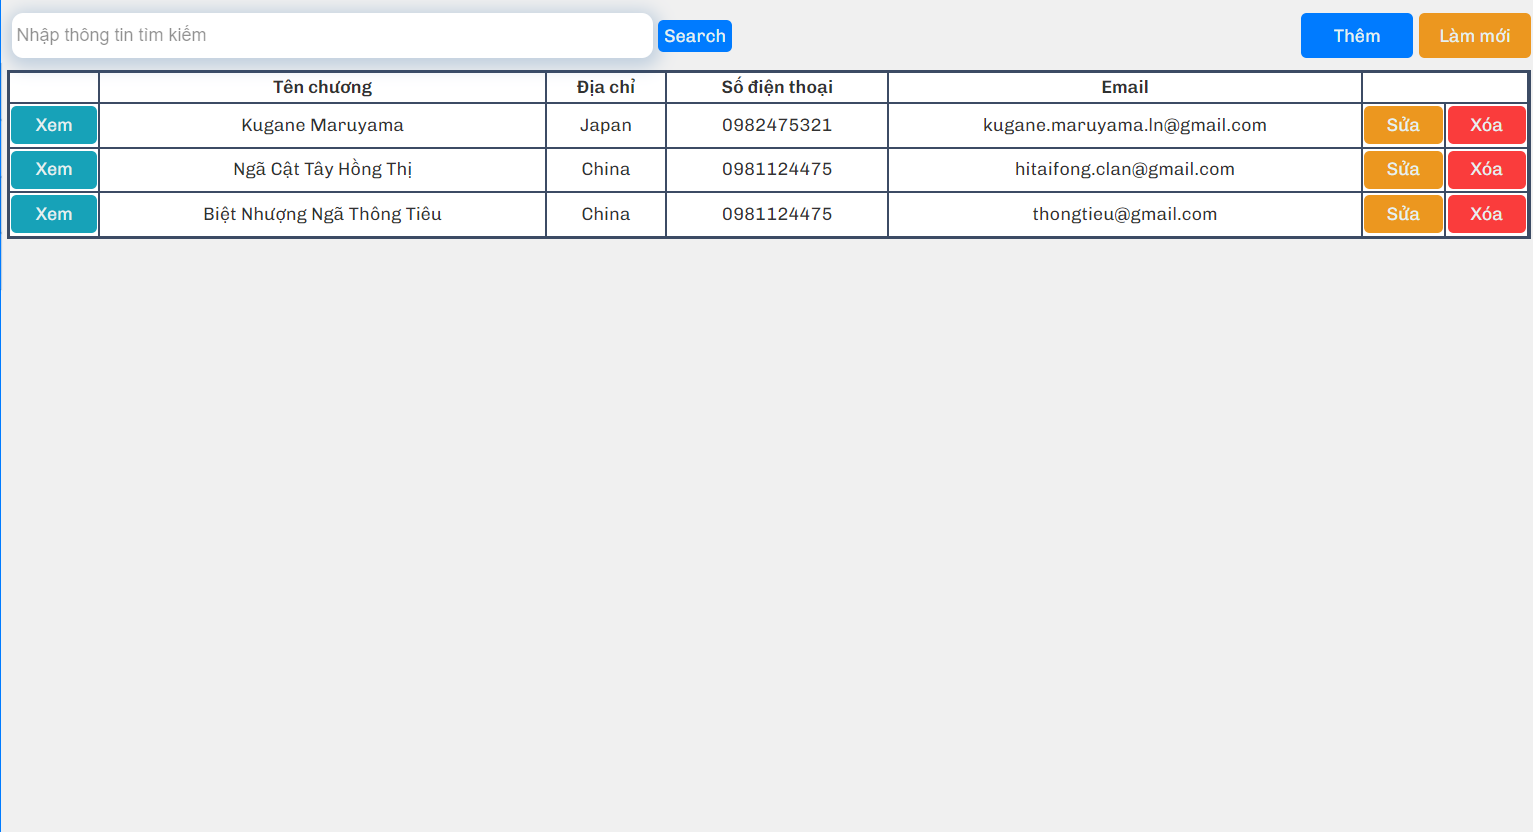 Nhập thông tin tìm kiếm Search Thêm Làm mới
Tên chương Địa chỉ Số điện thoại Email
Xem Kugane Maruyama Japan 0982475321 kugane.maruyama.ln@gmail.com Sửa Xóa
Xem Ngã Cật Tây Hồng Thị China 0981124475 hitaifong.clan@gmail.com Sửa Xóa
Xem Biệt Nhượng Ngã Thông Tiêu China 0981124475 thongtieu@gmail.com Sửa Xóa